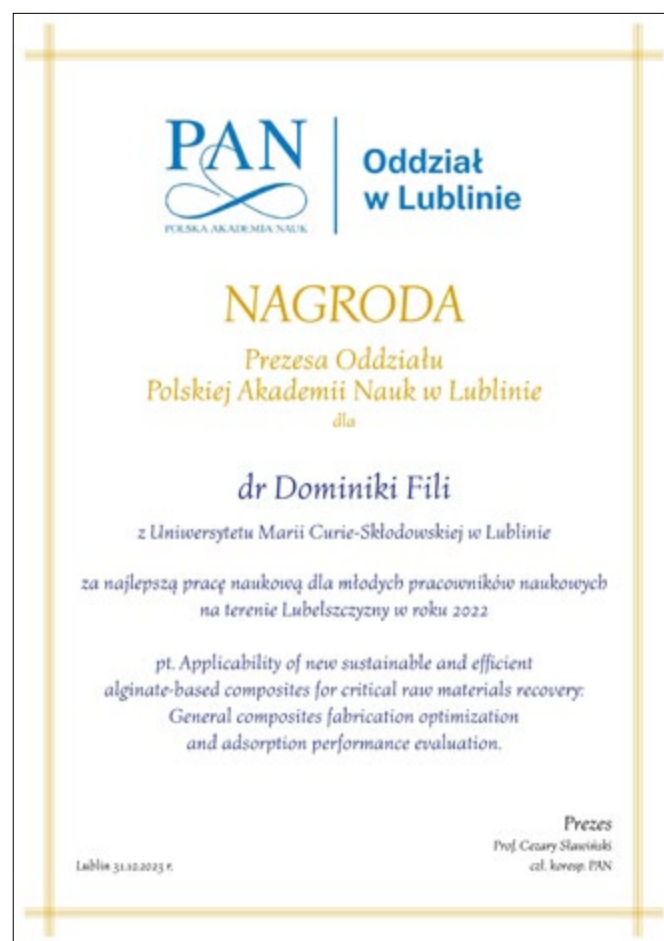 PAN
POLSKA AKADEMIA NAUK
Oddział
w Lublinie
NAGRODA
Prezesa Oddziału
Polskiej Akademii Nauk w Lublinie
dla
dr Dominiki Fili
z Uniwersytetu Marii Curie-Skłodowskiej w Lublinie
za najlepszą pracę naukową dla młodych pracowników naukowych
na terenie Lubelszczyzny w roku 2022
pt. Applicability of new sustainable and efficient
alginate-based composites for critical raw materials recovery:
General composites fabrication optimization
and adsorption performance evaluation.
Prezes
Prof. Cezary Sławiński
czł. koresp. PAN
Lublin 31.10.2023 r.